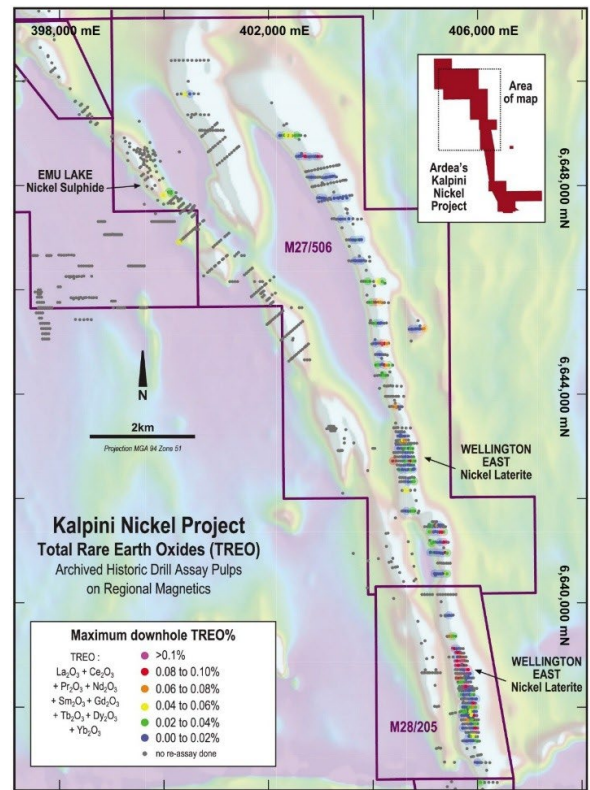 398,000 mE
402,000 mE
406,000 mE
Area
of map
Ardea's
Kalpini
Nickel
Project
6,648,000 mN
EMU LAKE
Nickel Sulphide
M27/506
6,644,000 mN
N
2km
Projection MGA 94 Zone 51
WELLINGTON
EAST
Nickel Laterite
Kalpini Nickel Project
Total Rare Earth Oxides (TREO)
Archived Historic Drill Assay Pulps
on Regional Magnetics
6,640,000 mN
Maximum downhole TREO%
TREO :
La₂O₃ + Ce₂O₃
+ Pr₂O₃ + Nd₂O₃
+ Sm₂O₃ + Gd₂O₃
+ Tb₂O₃ + Dy₂O₃
+ Yb₂O₃
>0.1%
0.08 to 0.10%
0.06 to 0.08%
0.04 to 0.06%
0.02 to 0.04%
0.00 to 0.02%
no re-assay done
WELLINGTON
EAST
Nickel Laterite
M28/205